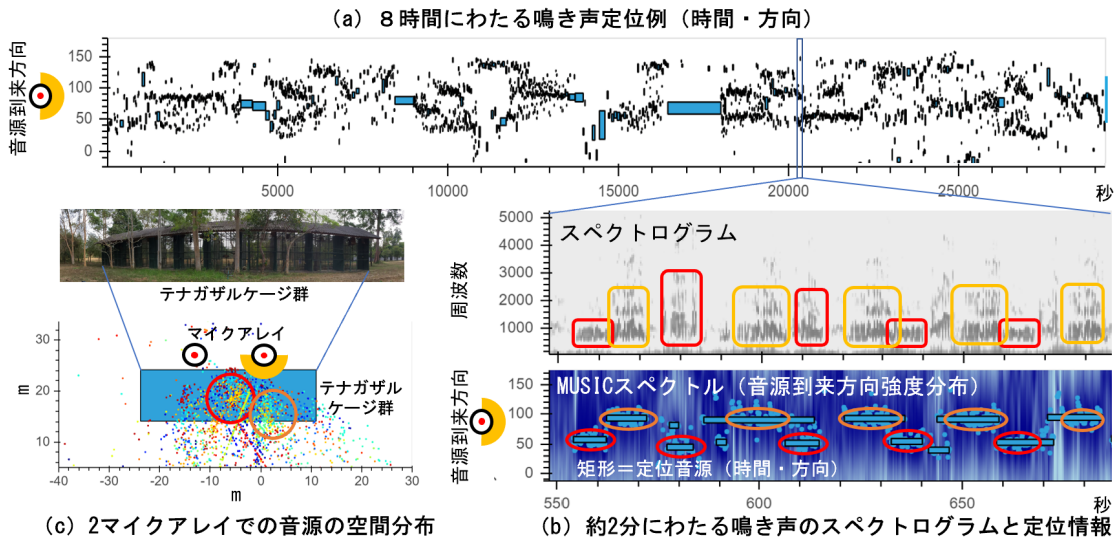 (a) 8時間にわたる鳴き声定位例（時間・方向）
音源到来方向
150
100
50
0
5000
10000
15000
20000
25000
秒
テナガザルケージ群
マイクアレイ
テナガザル
ケージ群
m
30
20
10
-40
-30
-20
-10
0
10
20
30
m
(c) 2マイクアレイでの音源の空間分布
スペクトログラム
周波数
5000
4000
3000
2000
1000
MUSICスペクトル（音源到来方向強度分布）
音源到来方向
150
100
50
0
矩形＝定位音源（時間・方向）
550
600
650
秒
(b) 約2分にわたる鳴き声のスペクトログラムと定位情報